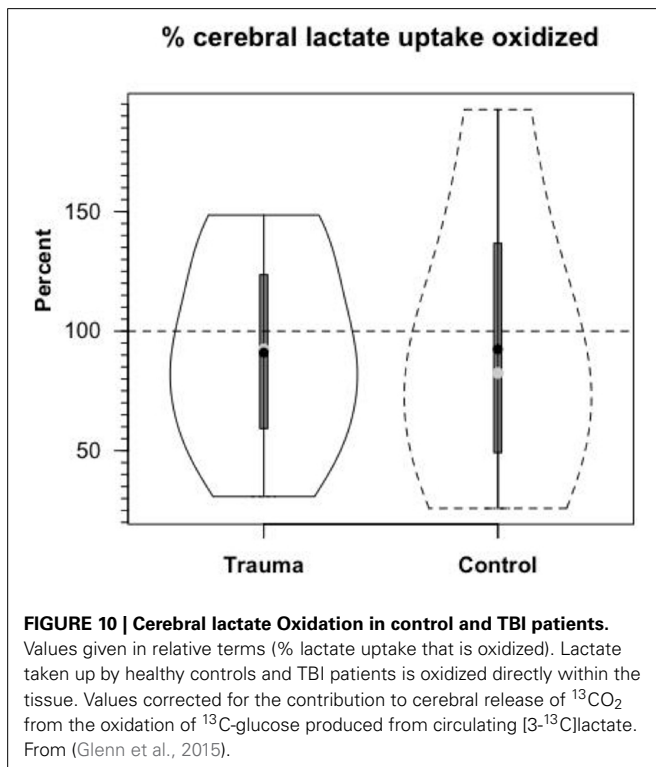 % cerebral lactate uptake oxidized
Percent
150
100
50
Trauma Control
FIGURE 10 | Cerebral lactate Oxidation in control and TBI patients.
Values given in relative terms (% lactate uptake that is oxidized). Lactate
taken up by healthy controls and TBI patients is oxidized directly within the
tissue. Values corrected for the contribution to cerebral release of ¹³CO₂
from the oxidation of ¹³C-glucose produced from circulating [3-¹³C]lactate.
From (Glenn et al., 2015).